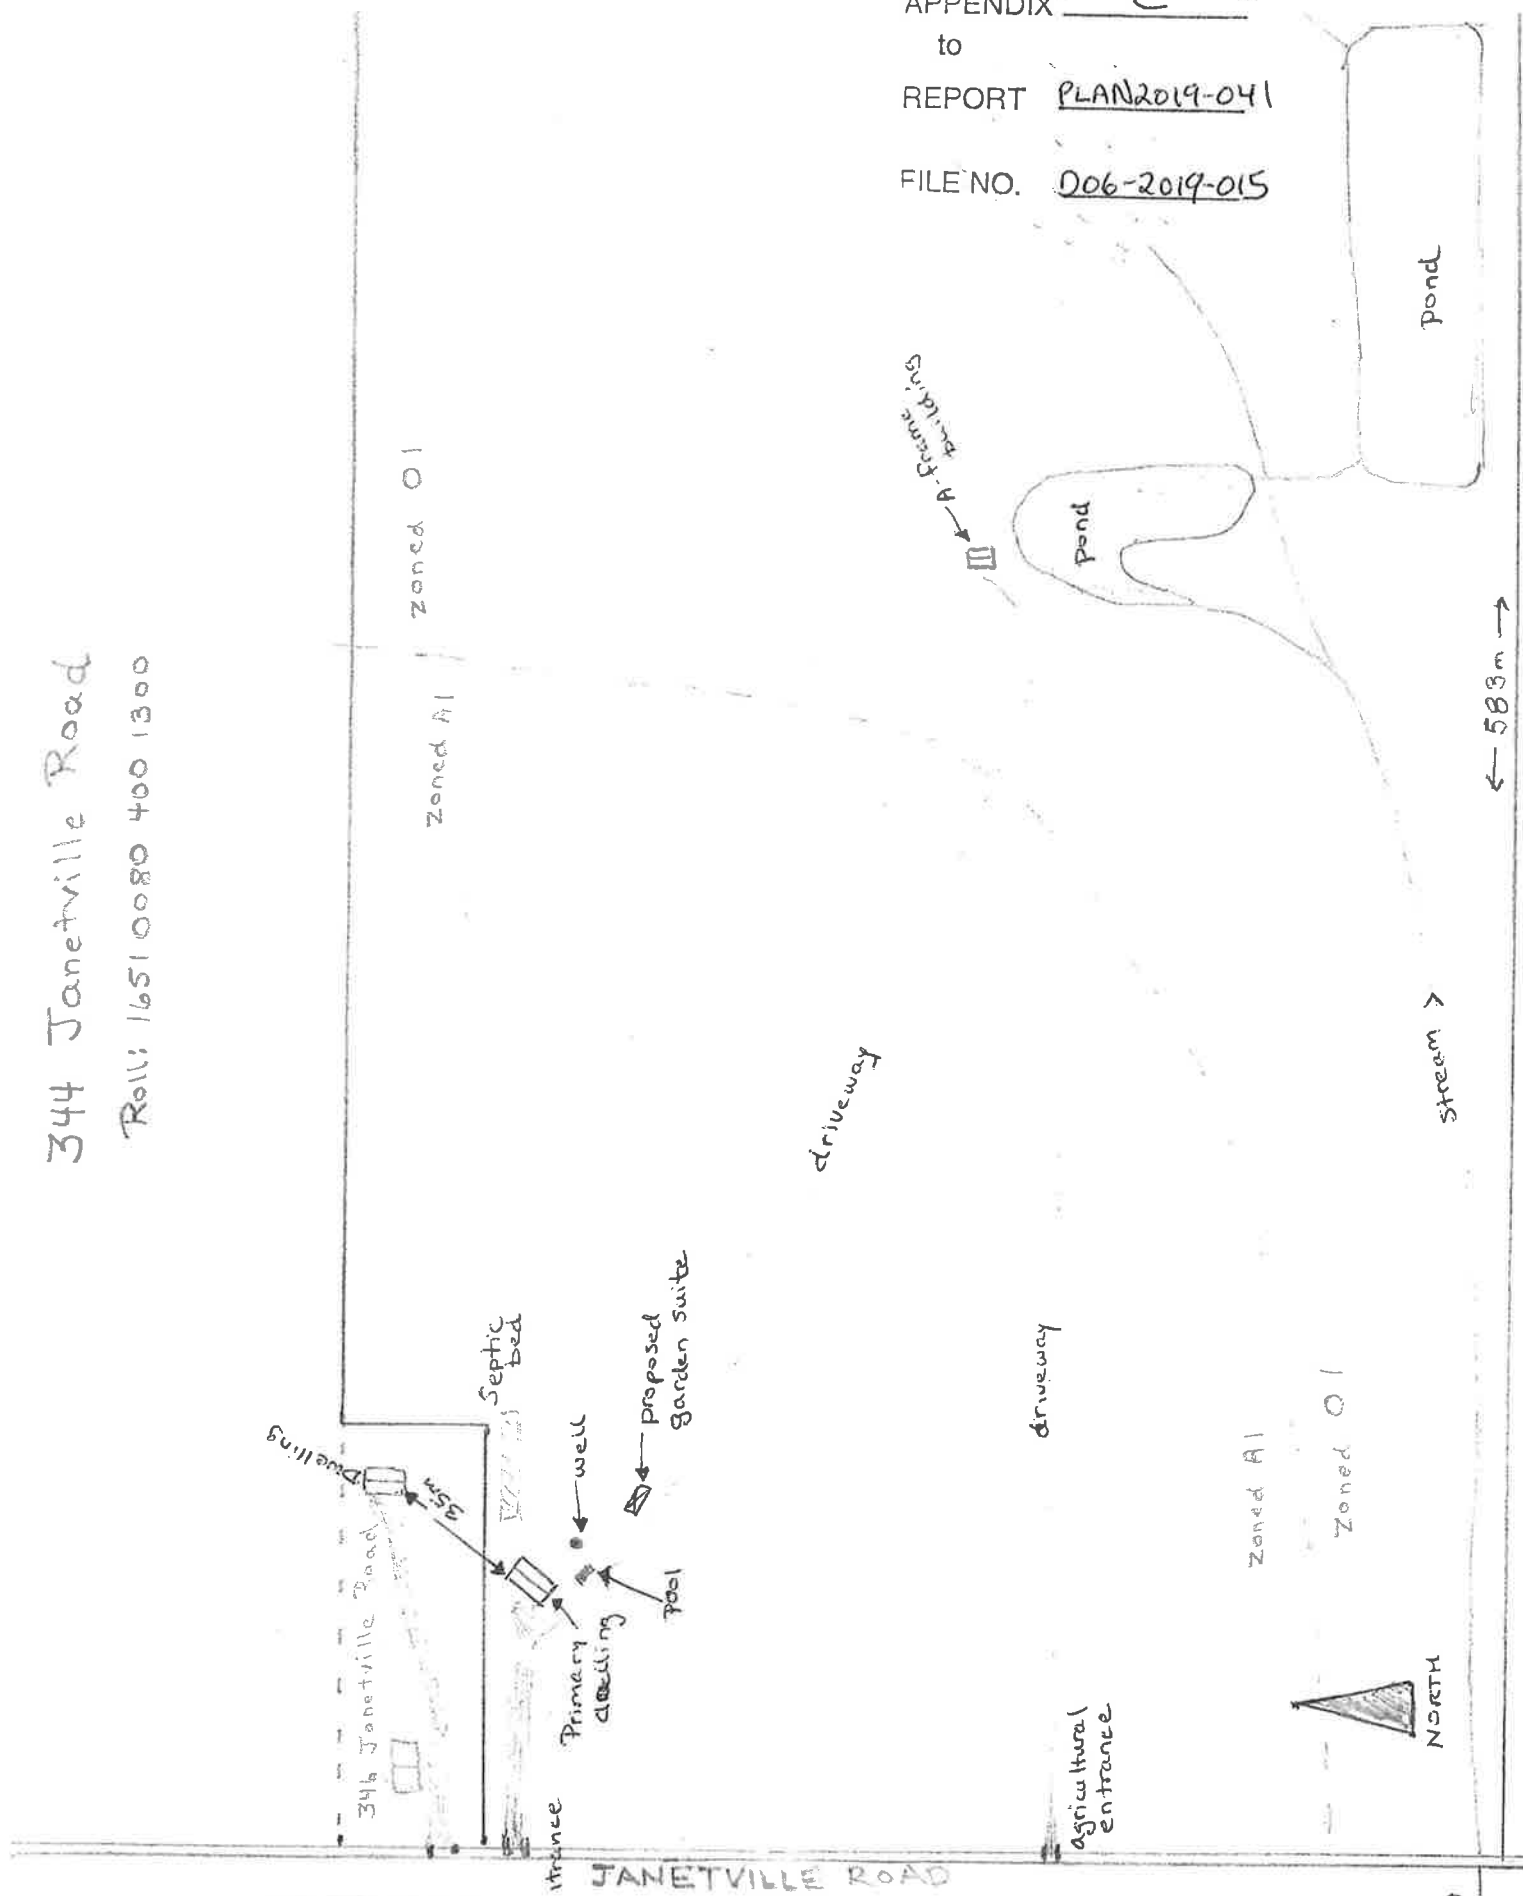 APPENDIX C
to
REPORT PLAN2019-041
FILE NO. D06-2019-015
344 Janetville Road
Roll: 1651 0080 400 1300
zoned O1
zoned A1
A-frame
building
pond
pond
← 583m →
stream >
driveway
driveway
Dwelling
35m
346 Janetville Road
Septic
bed
well
proposed
garden suite
pool
Primary
dwelling
agricultural
entrance
zoned A1
zoned O1
NORTH
JANETVILLE ROAD